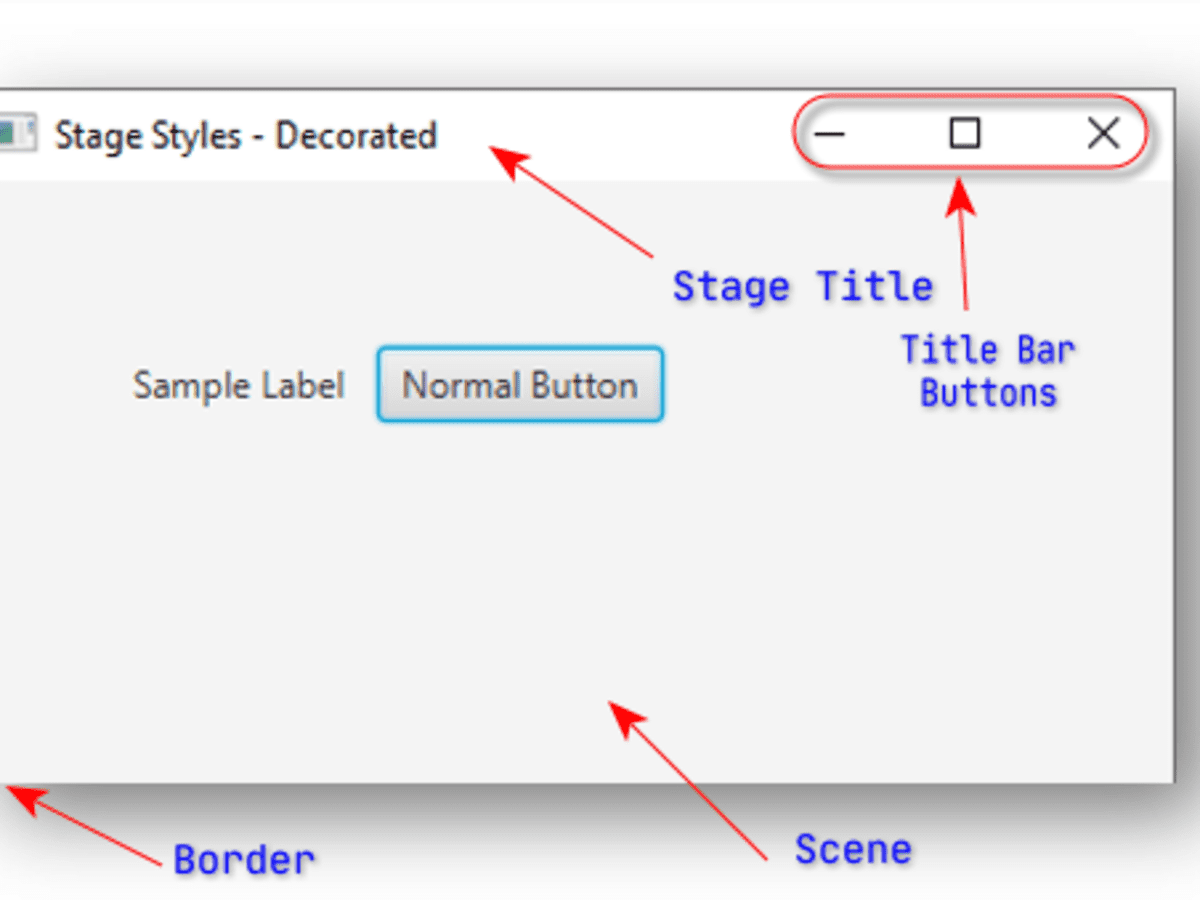 Stage Styles - Decorated
Stage Title
Title Bar
Buttons
Sample Label
Normal Button
Scene
Border